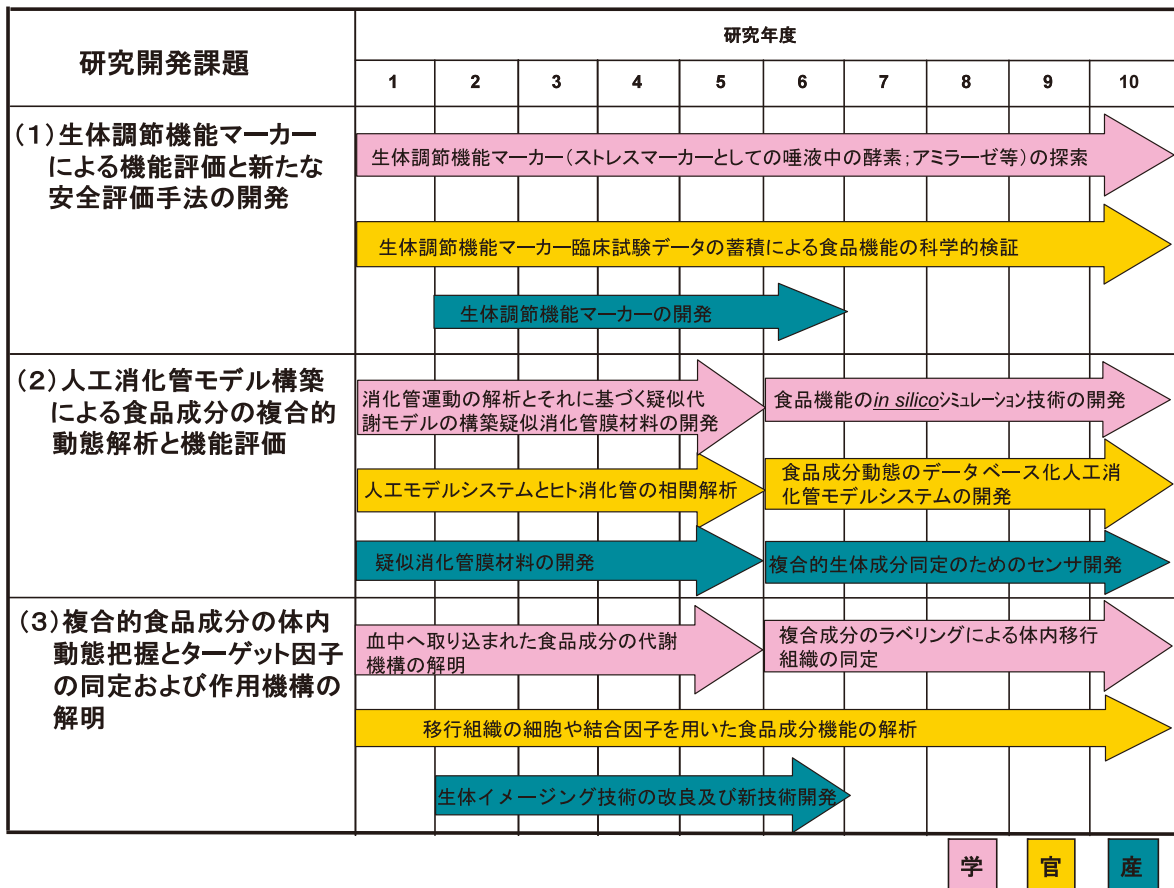 研究開発課題
研究年度
1 2 3 4 5 6 7 8 9 10
(1)生体調節機能マーカー
による機能評価と新たな
安全評価手法の開発
生体調節機能マーカー(ストレスマーカーとしての唾液中の酵素;アミラーゼ等)の探索
生体調節機能マーカー臨床試験データの蓄積による食品機能の科学的検証
生体調節機能マーカーの開発
(2)人工消化管モデル構築
による食品成分の複合的
動態解析と機能評価
消化管運動の解析とそれに基づく疑似代
謝モデルの構築疑似消化管膜材料の開発
食品機能のin silicoシミュレーション技術の開発
人工モデルシステムとヒト消化管の相関解析
食品成分動態のデータベース化人工消
化管モデルシステムの開発
疑似消化管膜材料の開発
複合的生体成分同定のためのセンサ開発
(3)複合的食品成分の体内
動態把握とターゲット因子
の同定および作用機構の
解明
血中へ取り込まれた食品成分の代謝
機構の解明
複合成分のラベリングによる体内移行
組織の同定
移行組織の細胞や結合因子を用いた食品成分機能の解析
生体イメージング技術の改良及び新技術開発
学 官 産